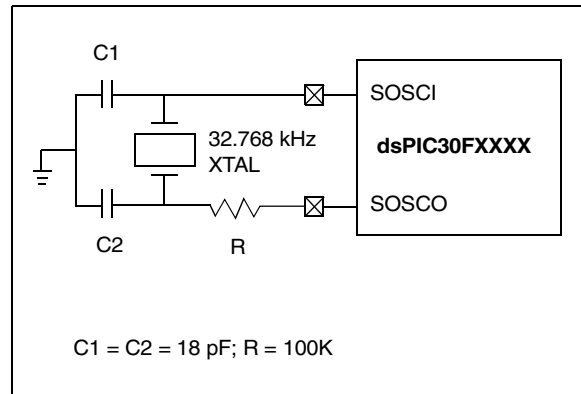 C1
SOSCI
32.768 kHz
XTAL
dsPIC30FXXXX
SOSCO
C2
R
C1 = C2 = 18 pF; R = 100K